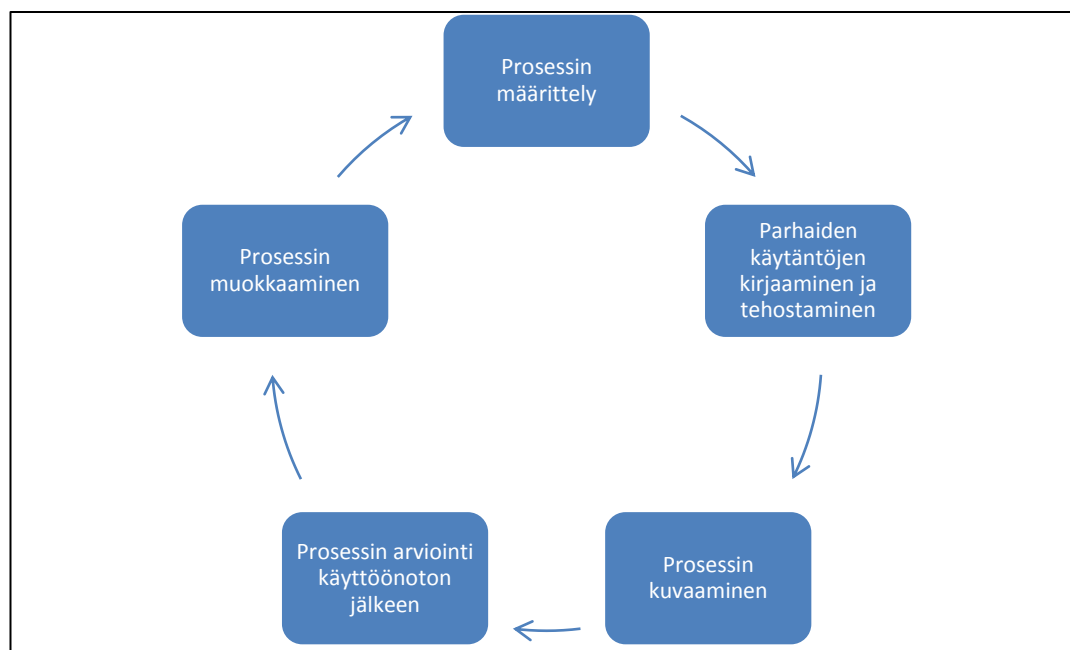 Prosessin
määrittely
Parhaiden
käytäntöjen
kirjaaminen ja
tehostaminen
Prosessin
kuvaaminen
Prosessin arviointi
käyttöönoton
jälkeen
Prosessin
muokkaaminen